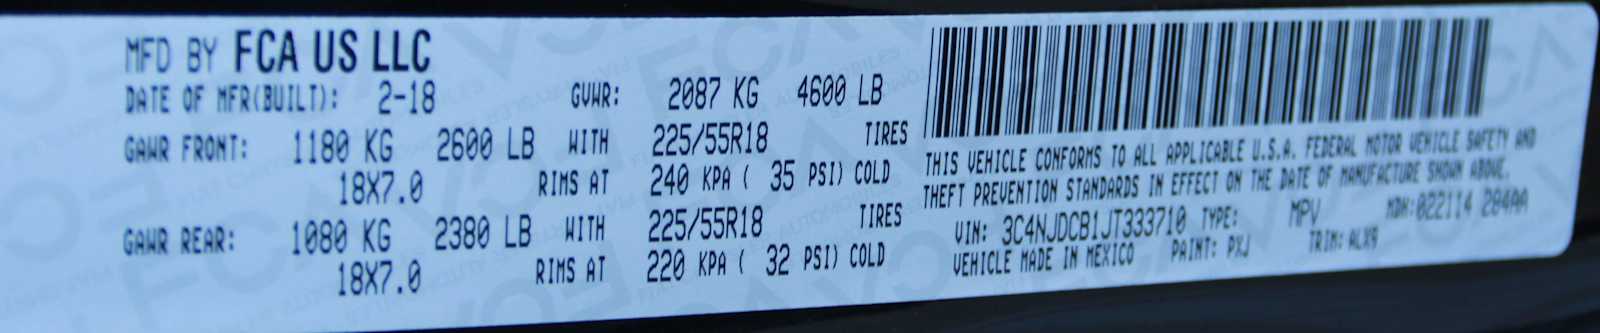 MFD BY FCA US LLC
DATE OF MFR(BUILT): 2-18 GVWR: 2087 KG 4600 LB
GAWR FRONT: 1180 KG 2600 LB WITH 225/55R18 TIRES
18X7.0 RIMS AT 240 KPA ( 35 PSI) COLD
GAWR REAR: 1080 KG 2380 LB WITH 225/55R18 TIRES
18X7.0 RIMS AT 220 KPA ( 32 PSI) COLD
THIS VEHICLE CONFORMS TO ALL APPLICABLE U.S.A. FEDERAL MOTOR VEHICLE SAFETY AND
THEFT PREVENTION STANDARDS IN EFFECT ON THE DATE OF MANUFACTURE SHOWN ABOVE.
VIN: 3C4NJDCB1JT333710 TYPE: MPV MDH:022114 284AA
VEHICLE MADE IN MEXICO PAINT: PXJ TRIM: ALX9